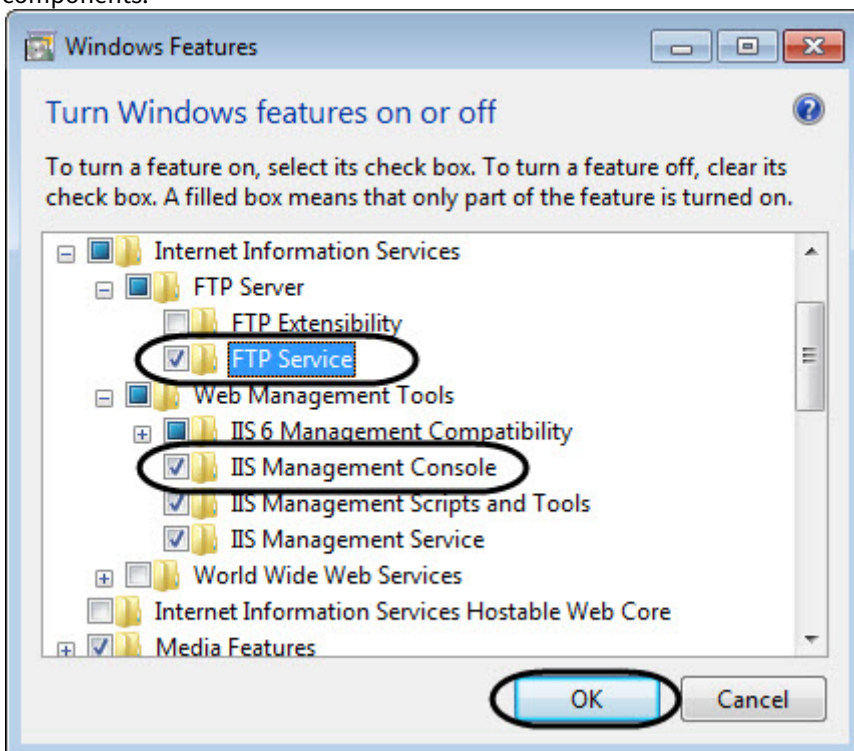 components.
Windows Features
Turn Windows features on or off
To turn a feature on, select its check box. To turn a feature off, clear its
check box. A filled box means that only part of the feature is turned on.
Internet Information Services
FTP Server
FTP Extensibility
FTP Service
Web Management Tools
IIS 6 Management Compatibility
IIS Management Console
IIS Management Scripts and Tools
IIS Management Service
World Wide Web Services
Internet Information Services Hostable Web Core
Media Features
OK Cancel